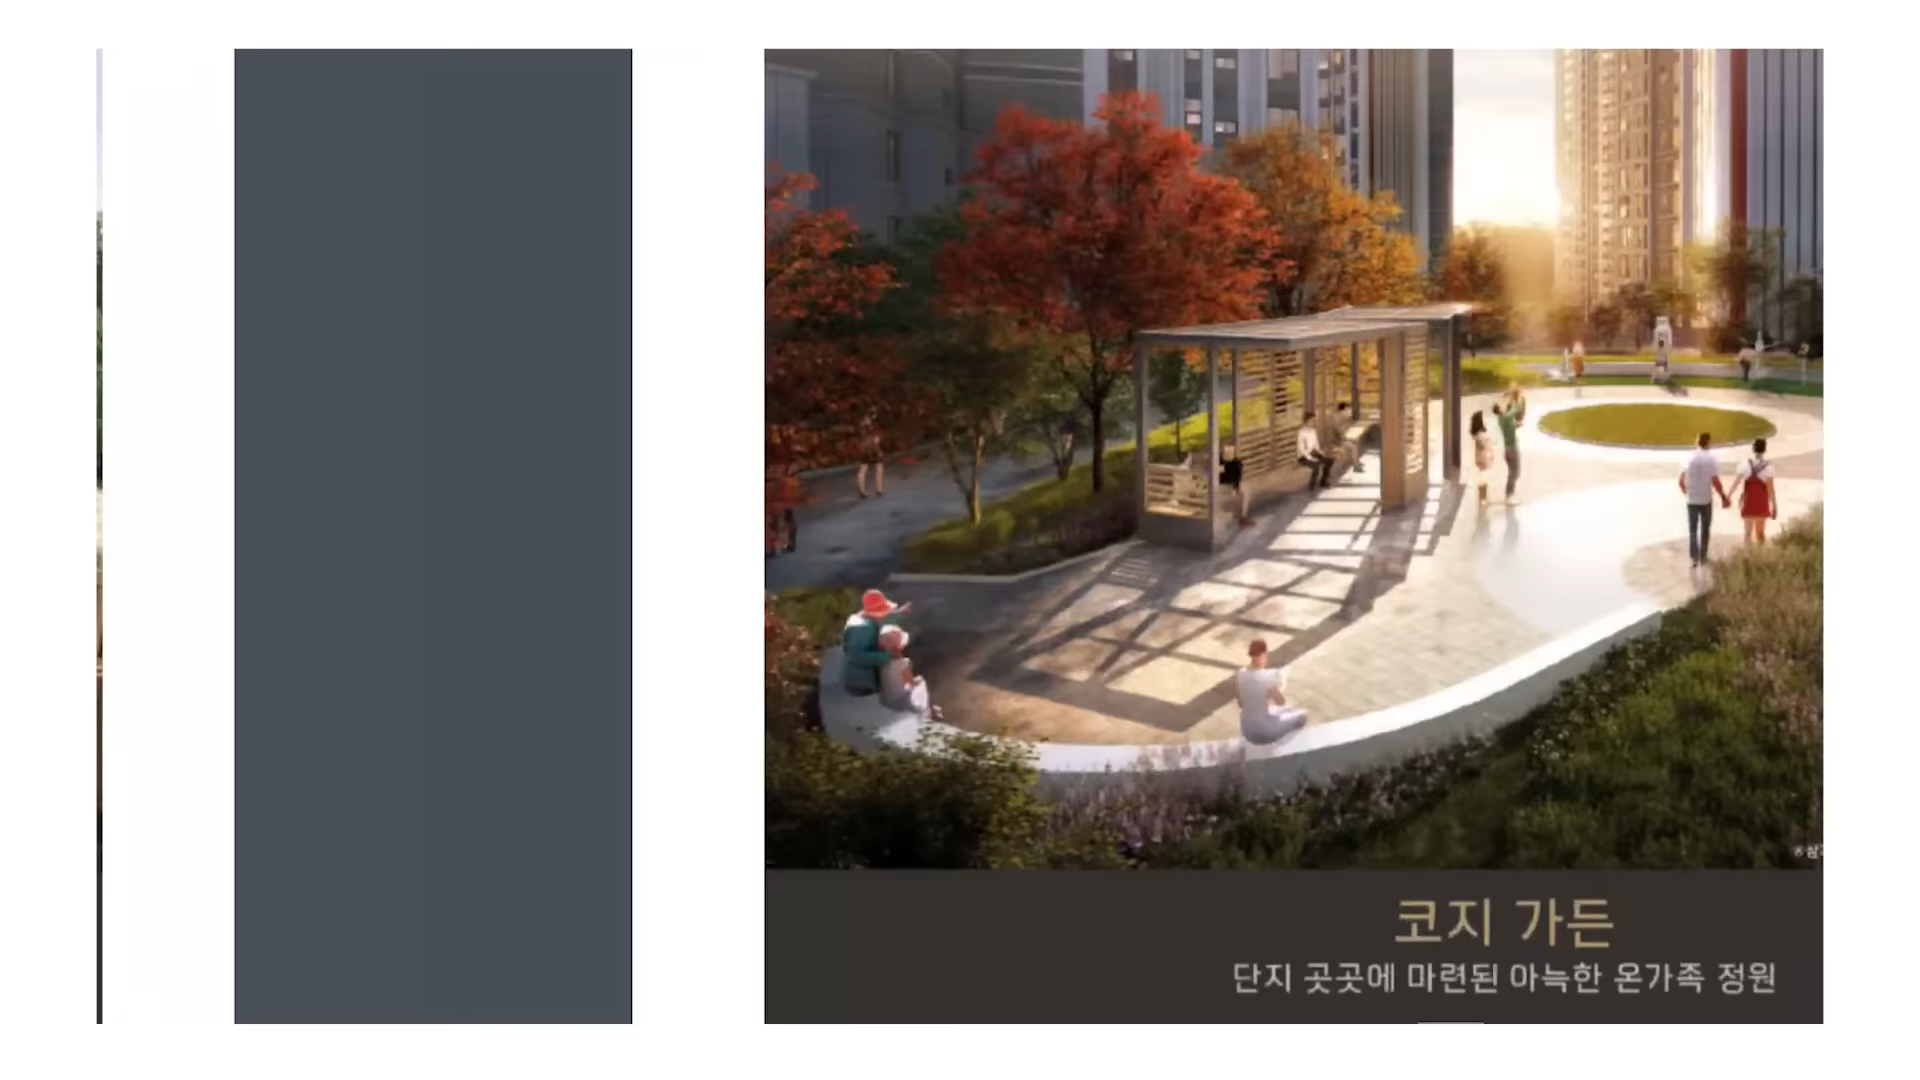 코지 가든
단지 곳곳에 마련된 아늑한 온가족 정원